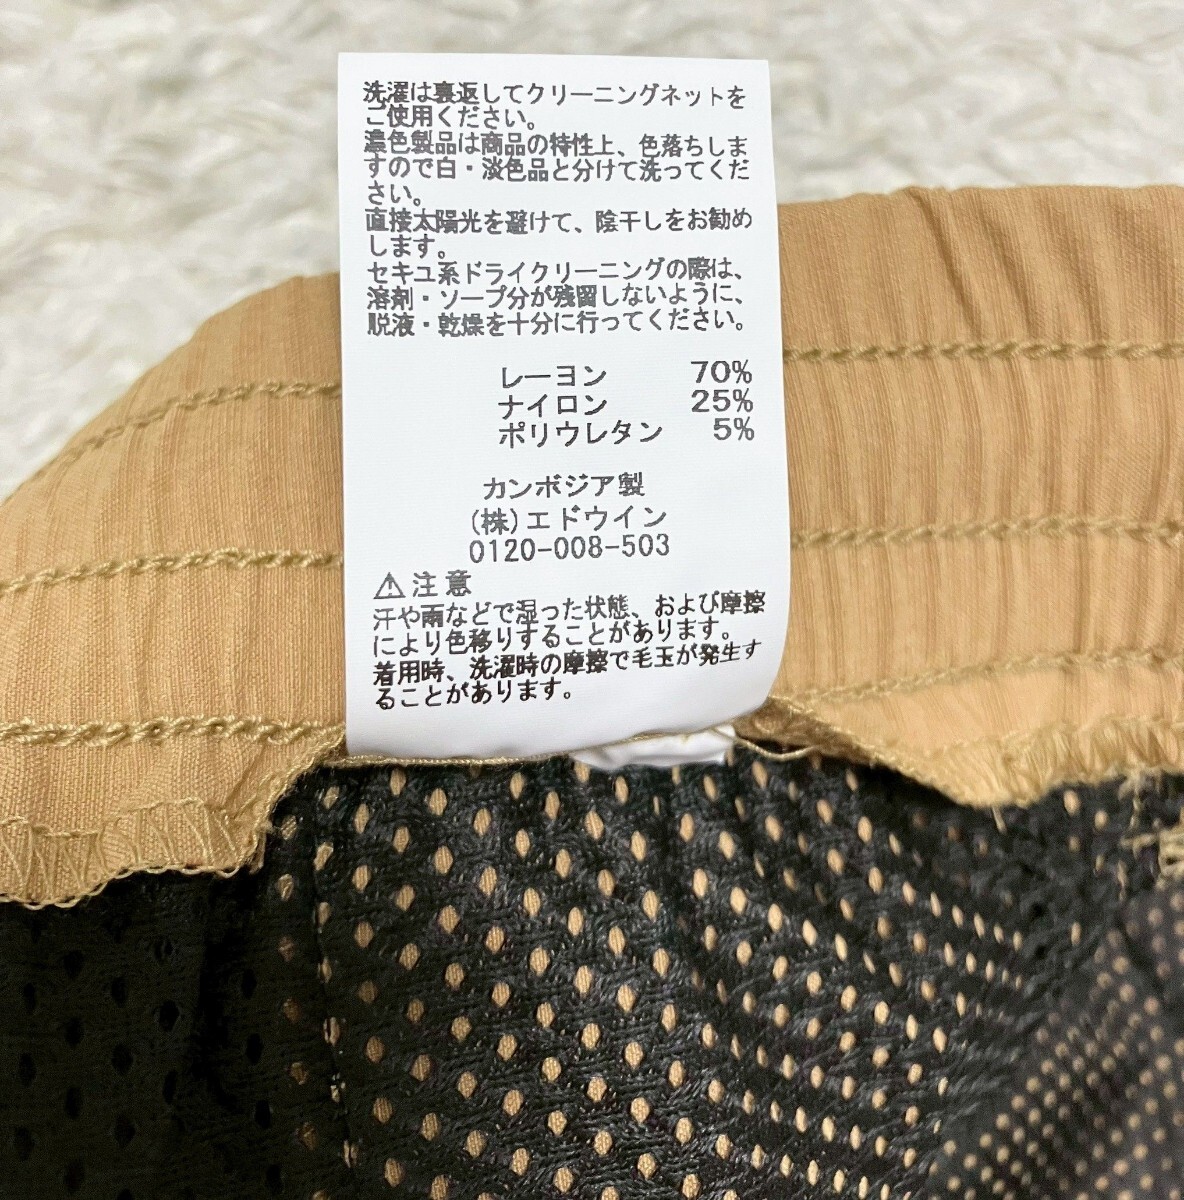 洗濯は裏返してクリーニングネットを
ご使用ください。
濃色製品は商品の特性上、色落ちしま
すので白・淡色品と分けて洗ってくだ
さい。
直接太陽光を避けて、陰干しをお勧め
します。
セキユ系ドライクリーニングの際は、
溶剤・ソープ分が残留しないように、
脱液・乾燥を十分に行ってください。
レーヨン 70%
ナイロン 25%
ポリウレタン 5%
カンボジア製
(株)エドウイン
0120-008-503
⚠注意
汗や雨などで湿った状態、および摩擦
により色移りすることがあります。
着用時、洗濯時の摩擦で毛玉が発生す
ることがあります。